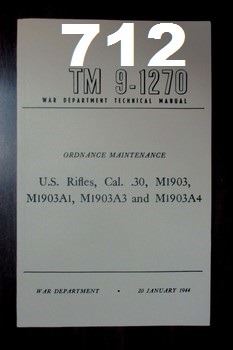 712
TM 9-1270
WAR DEPARTMENT TECHNICAL MANUAL
ORDNANCE MAINTENANCE
U.S. Rifles, Cal. .30, M1903,
M1903A1, M1903A3 and M1903A4
WAR DEPARTMENT • 20 JANUARY 1944